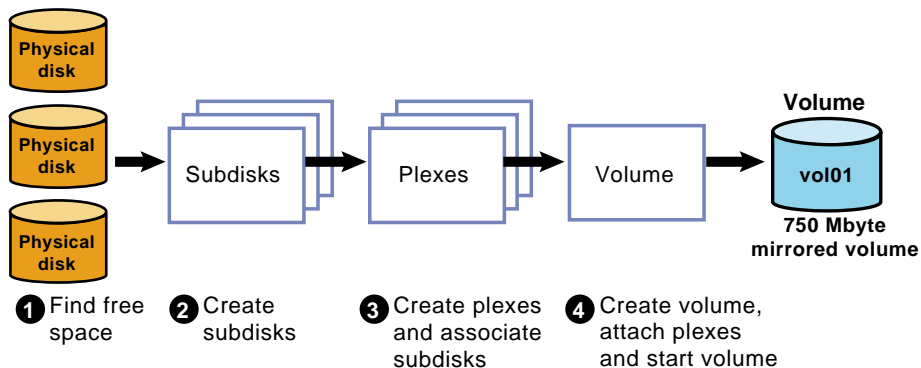 Physical
disk
Physical
disk
Physical
disk
Subdisks
Plexes
Volume
Volume
vol01
750 Mbyte
mirrored volume
1 Find free
space
2 Create
subdisks
3 Create plexes
and associate
subdisks
4 Create volume,
attach plexes
and start volume